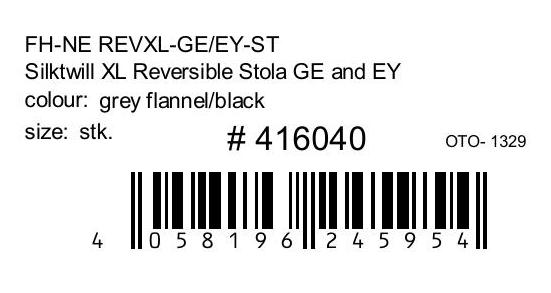 FH-NE REVXL-GE/EY-ST
Silktwill XL Reversible Stola GE and EY
colour: grey flannel/black
size: stk.
# 416040
OTO- 1329
4 058196 245954